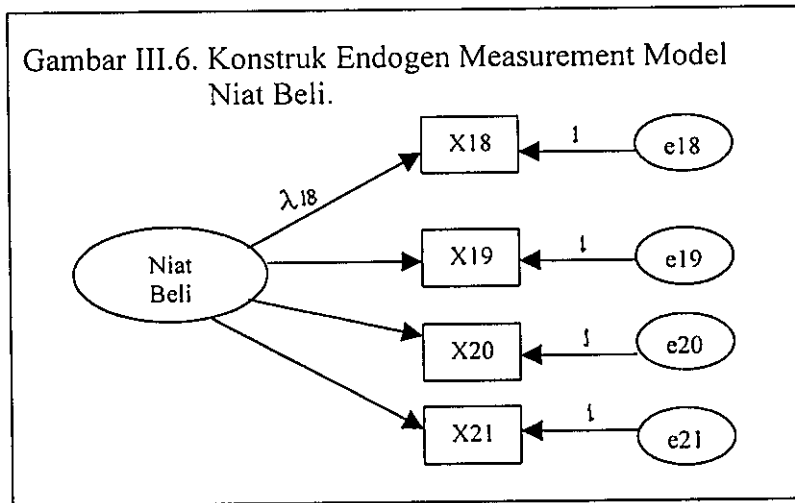 Gambar III.6. Konstruk Endogen Measurement Model
Niat Beli.
X18
1
e18
λ18
X19
1
e19
Niat
Beli
X20
1
e20
X21
1
e21